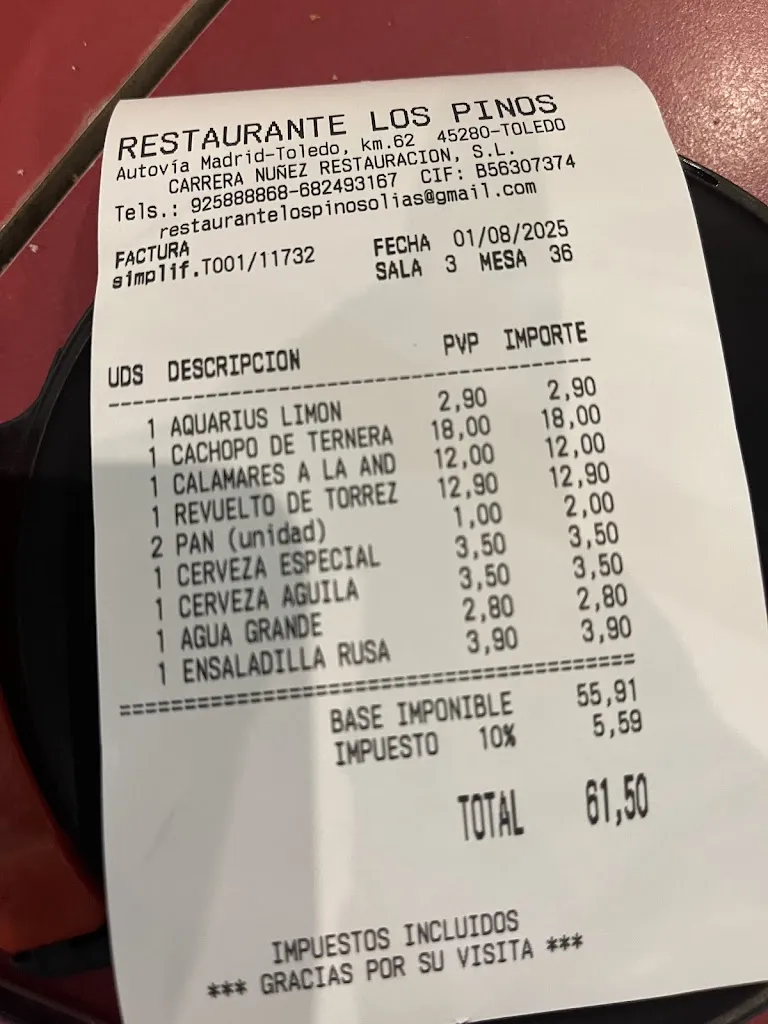 RESTAURANTE LOS PINOS
Autovía Madrid-Toledo, km.62 45280-TOLEDO
CARRERA NUÑEZ RESTAURACION, S.L.
Tels.: 925888868-682493167 CIF: B56307374
restaurantelospinosolias@gmail.com
FACTURA FECHA 01/08/2025
simplif.T001/11732 SALA 3 MESA 36
UDS DESCRIPCION PVP IMPORTE
1 AQUARIUS LIMON 2,90 2,90
1 CACHOPO DE TERNERA 18,00 18,00
1 CALAMARES A LA AND 12,00 12,00
1 REVUELTO DE TORREZ 12,90 12,90
2 PAN (unidad) 1,00 2,00
1 CERVEZA ESPECIAL 3,50 3,50
1 CERVEZA AGUILA 3,50 3,50
1 AGUA GRANDE 2,80 2,80
1 ENSALADILLA RUSA 3,90 3,90
BASE IMPONIBLE 55,91
IMPUESTO 10% 5,59
TOTAL 61,50
IMPUESTOS INCLUIDOS
*** GRACIAS POR SU VISITA ***